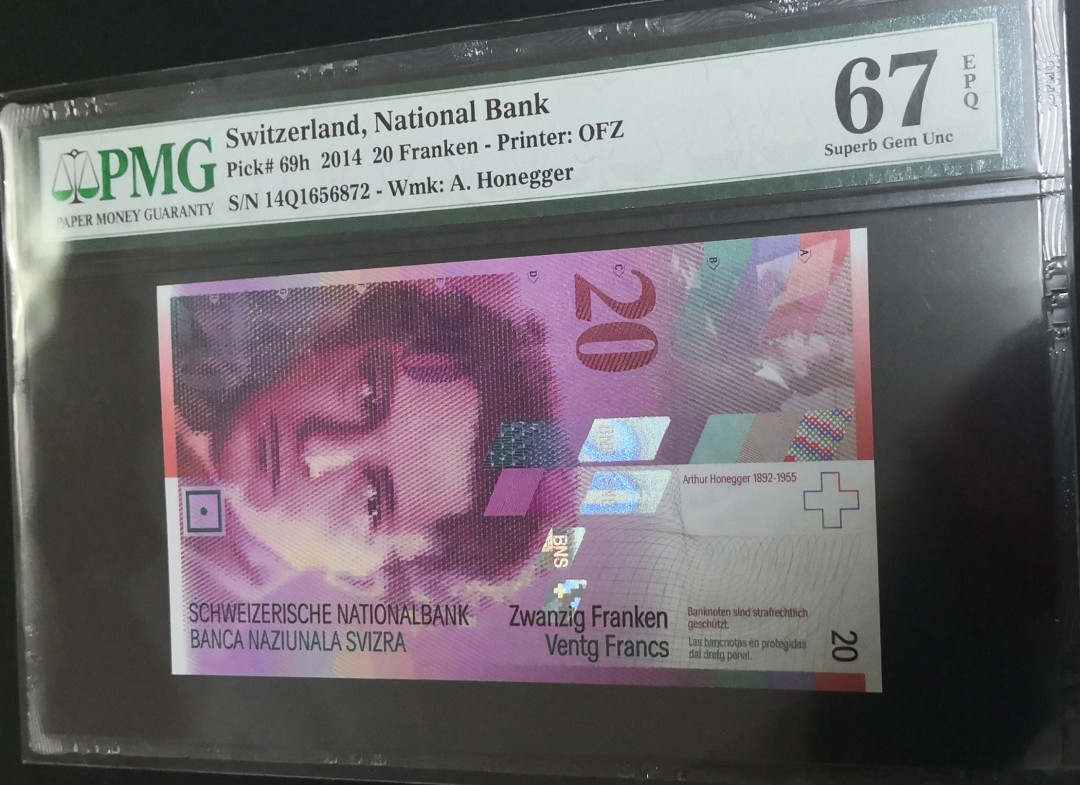 PMG
PAPER MONEY GUARANTY
Switzerland, National Bank
Pick# 69h 2014 20 Franken - Printer: OFZ
S/N 14Q1656872 - Wmk: A. Honegger
67
EPQ
Superb Gem Unc
D
C
B
A
20
Arthur Honegger 1892-1955
BNS
SCHWEIZERISCHE NATIONALBANK
BANCA NAZIUNALA SVIZRA
Zwanzig Franken
Ventg Francs
Banknoten sind strafrechtlich
geschützt.
Las bancnotas èn protegidas
dal dretg penal.
20